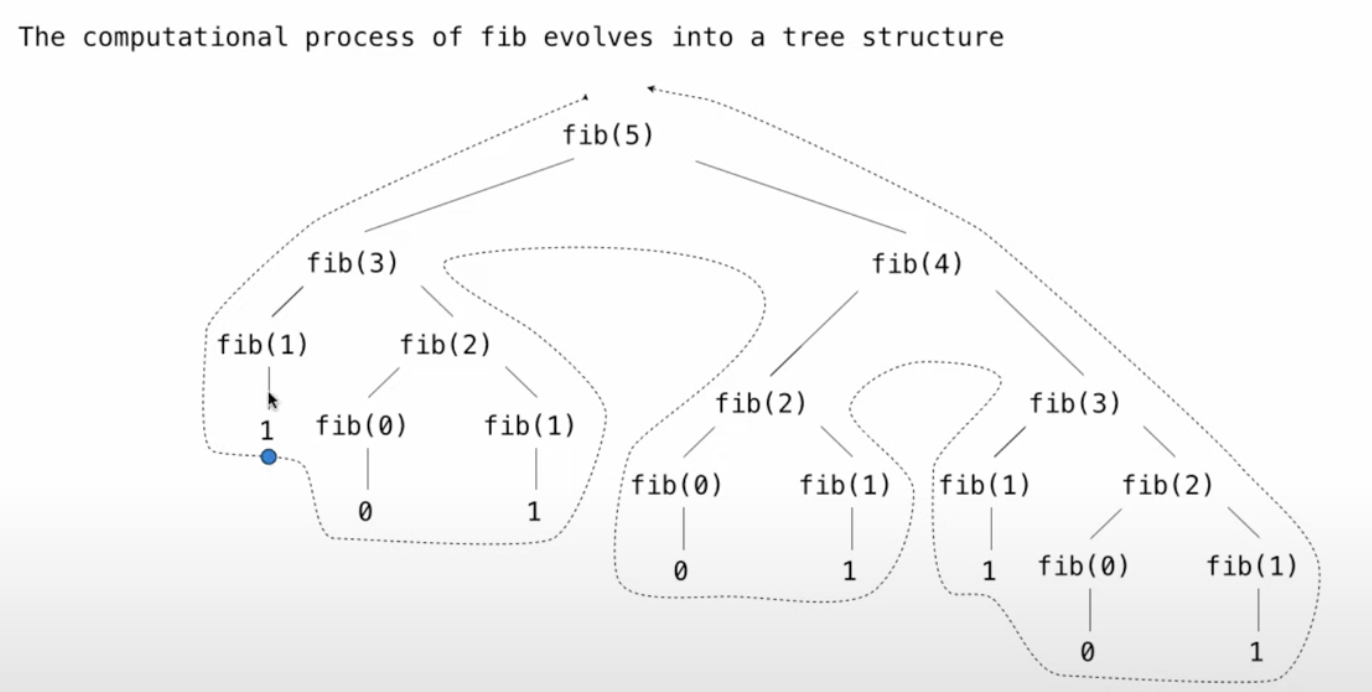 The computational process of fib evolves into a tree structure
fib(5)
fib(3) fib(4)
fib(1) fib(2)
fib(2) fib(3)
1 fib(0) fib(1)
fib(0) fib(1) fib(1) fib(2)
0 1
0 1 1 fib(0) fib(1)
0 1